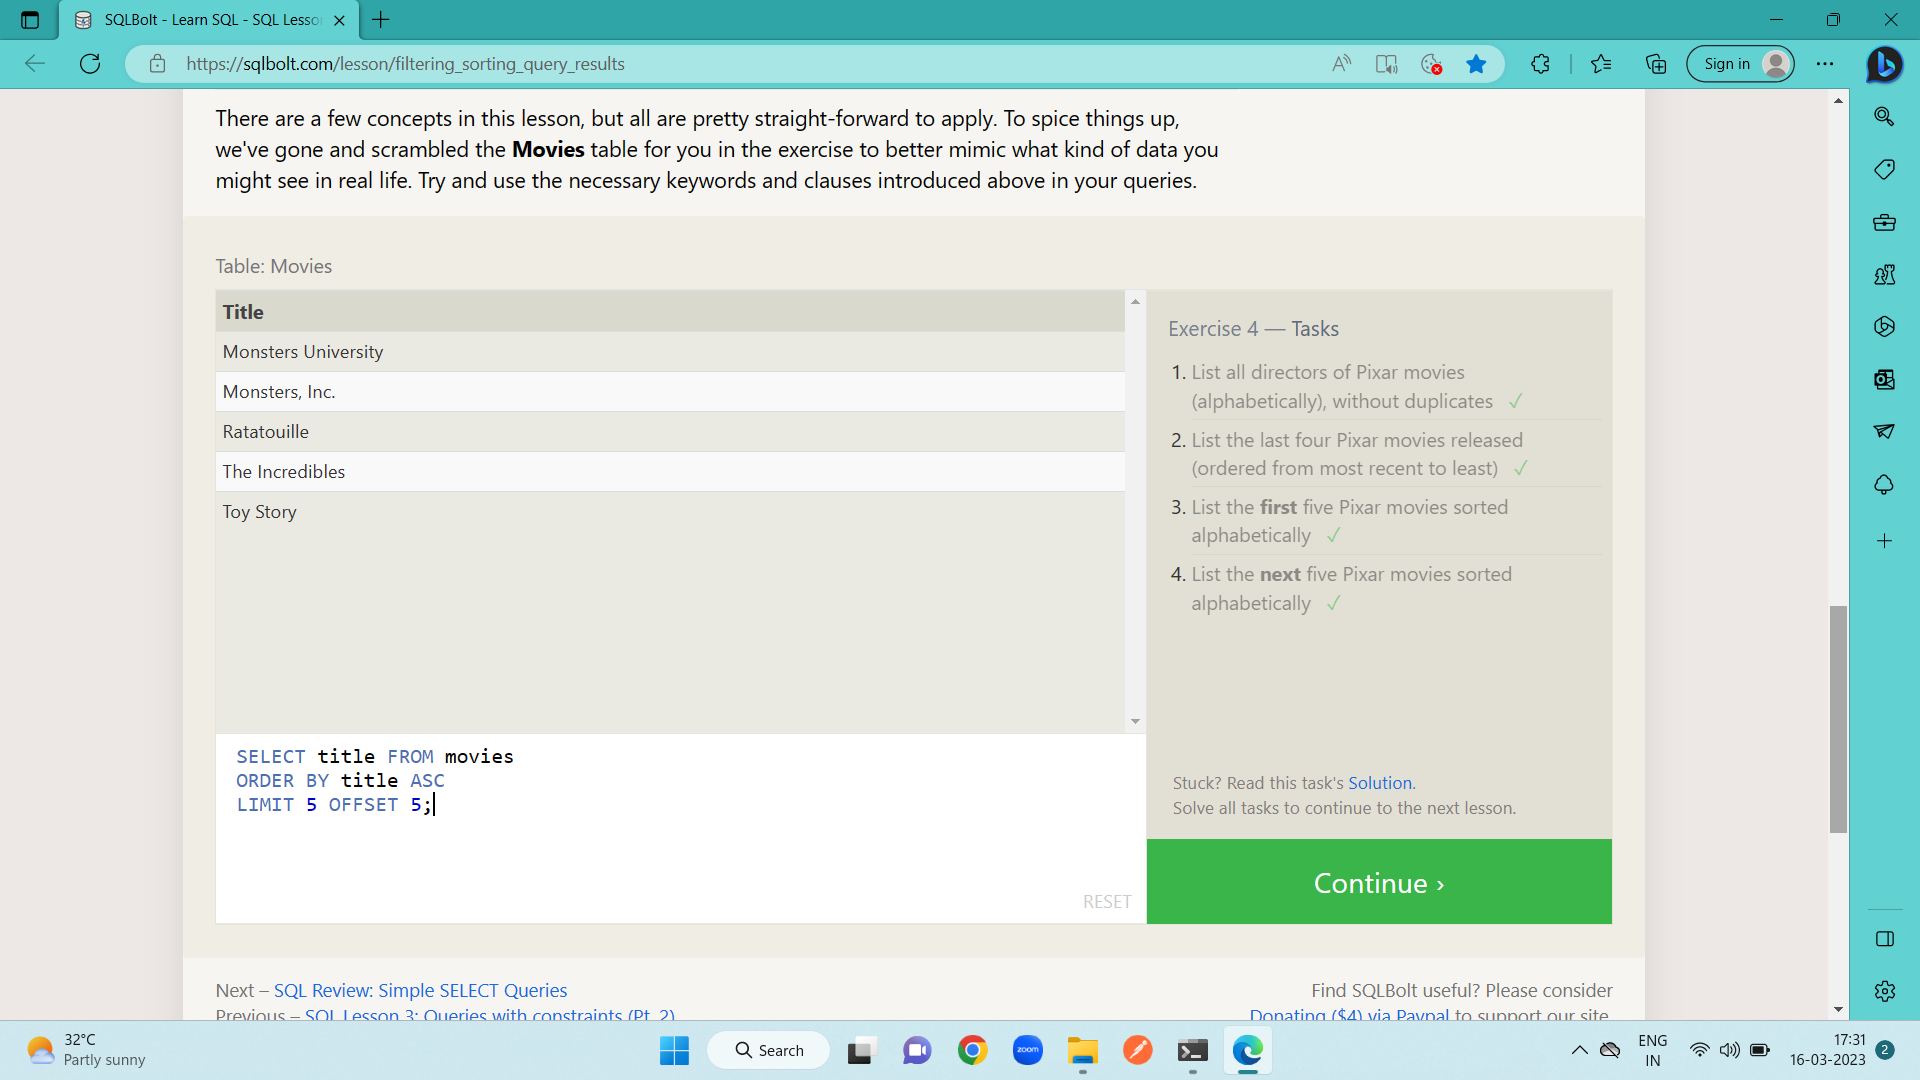 SQLBolt - Learn SQL - SQL Lesso
https://sqlbolt.com/lesson/filtering_sorting_query_results
Sign in
There are a few concepts in this lesson, but all are pretty straight-forward to apply. To spice things up,
we've gone and scrambled the Movies table for you in the exercise to better mimic what kind of data you
might see in real life. Try and use the necessary keywords and clauses introduced above in your queries.
Table: Movies
Title
Monsters University
Monsters, Inc.
Ratatouille
The Incredibles
Toy Story
SELECT title FROM movies
ORDER BY title ASC
LIMIT 5 OFFSET 5;
RESET
Exercise 4 — Tasks
1. List all directors of Pixar movies
(alphabetically), without duplicates ✓
2. List the last four Pixar movies released
(ordered from most recent to least) ✓
3. List the first five Pixar movies sorted
alphabetically ✓
4. List the next five Pixar movies sorted
alphabetically ✓
Stuck? Read this task's Solution.
Solve all tasks to continue to the next lesson.
Continue ›
Next – SQL Review: Simple SELECT Queries
Previous – SQL Lesson 3: Queries with constraints (Pt. 2)
Find SQLBolt useful? Please consider
Donating ($4) via Paypal to support our site.
32°C
Partly sunny
Search
zoom
ENG
IN
17:31
16-03-2023
2